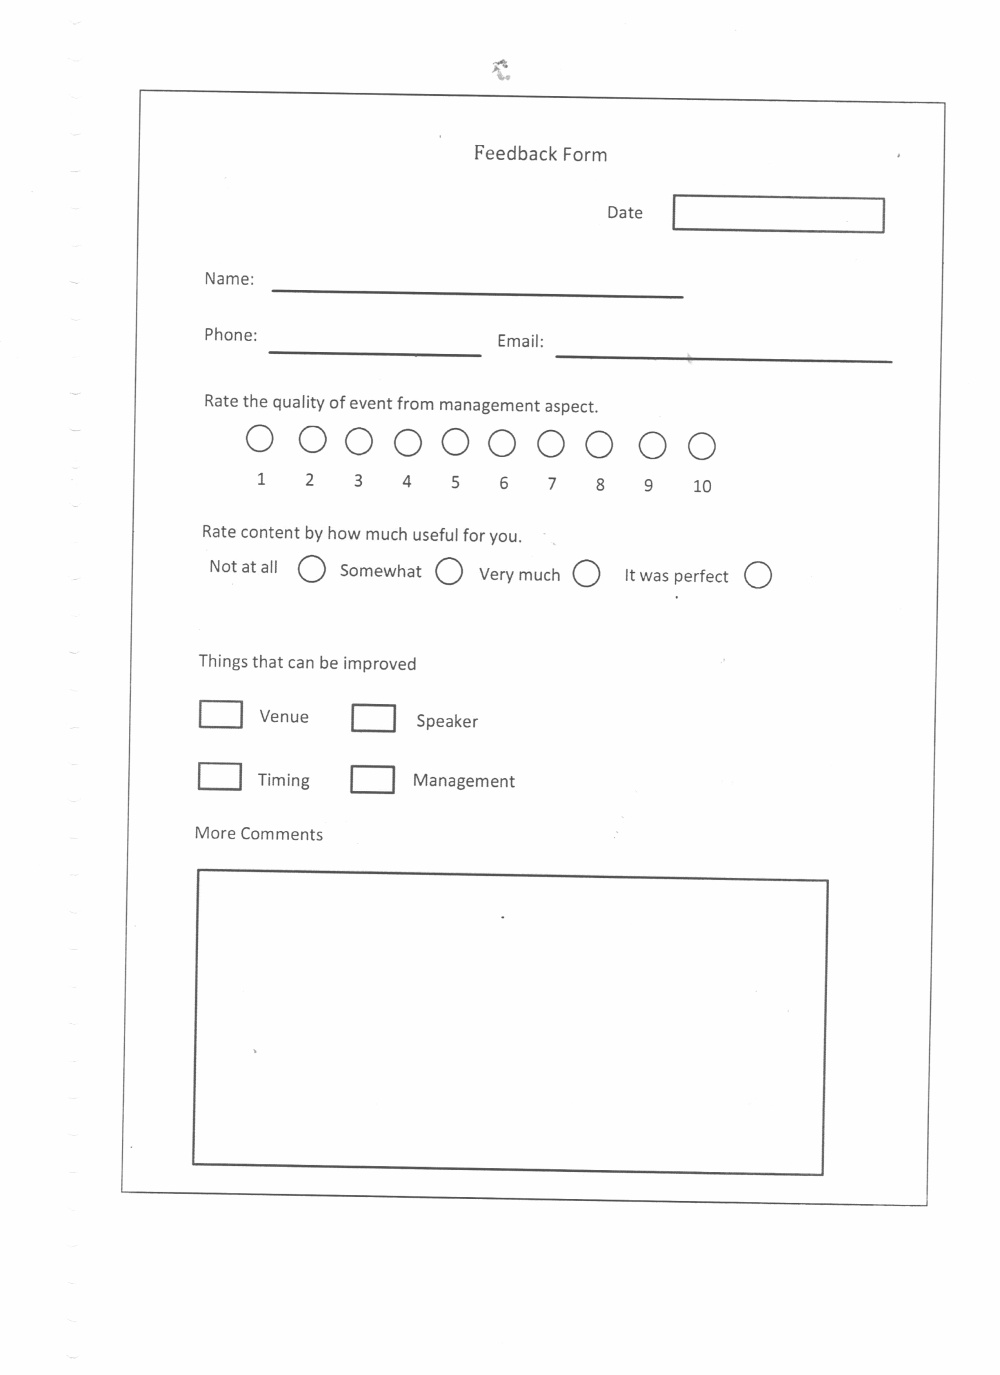 Feedback Form
Date
Name:
Phone: Email:
Rate the quality of event from management aspect.
1 2 3 4 5 6 7 8 9 10
Rate content by how much useful for you.
Not at all Somewhat Very much It was perfect
Things that can be improved
Venue Speaker
Timing Management
More Comments